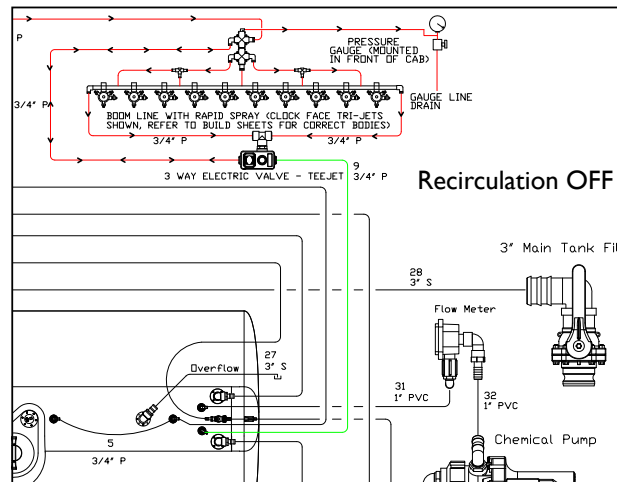 P
PRESSURE
GAUGE (MOUNTED
IN FRONT OF CAB)
GAUGE LINE
DRAIN
3/4" P
BOOM LINE WITH RAPID SPRAY (CLOCK FACE TRI-JETS
SHOWN, REFER TO BUILD SHEETS FOR CORRECT BODIES)
3/4" P
3/4" P
3 WAY ELECTRIC VALVE - TEEJET
9
3/4" P
Recirculation OFF
3" Main Tank Fil
28
3" S
Flow Meter
27
3" S
Overflow
31
1" PVC
32
1" PVC
5
3/4" P
Chemical Pump